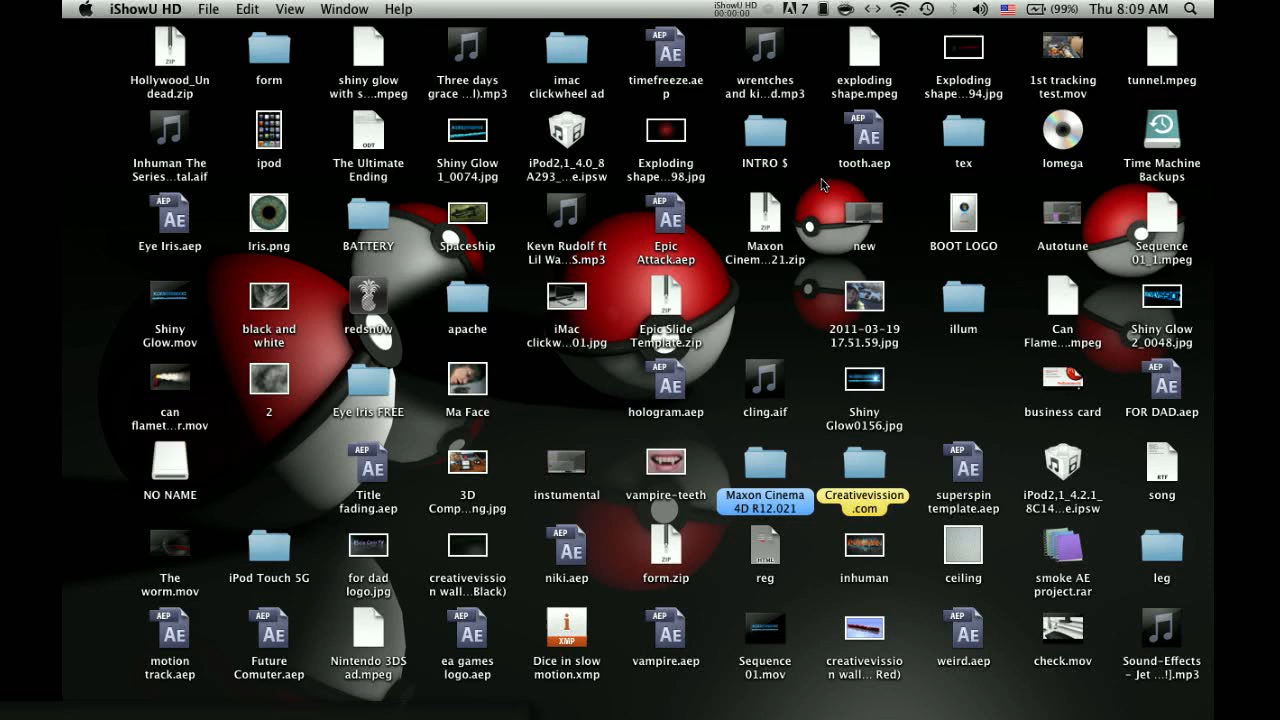 iShowU HD File Edit View Window Help iShowU HD 00:00:00 7 (99%) Thu 8:09 AM
Hollywood_Un
dead.zip
form
shiny glow
with s....mpeg
Three days
grace ...l).mp3
imac
clickwheel ad
timefreeze.ae
p
wrentches
and ki...d.mp3
exploding
shape.mpeg
Exploding
shape...94.jpg
1st tracking
test.mov
tunnel.mpeg
Inhuman The
Series...tal.aif
ipod
The Ultimate
Ending
Shiny Glow
1_0074.jpg
iPod2,1_4.0_8
A293_...e.ipsw
Exploding
shape...98.jpg
INTRO $
tooth.aep
tex
Iomega
Time Machine
Backups
Eye Iris.aep
Iris.png
BATTERY
Spaceship
Kevn Rudolf ft
Lil Wa...S.mp3
Epic
Attack.aep
Maxon
Cinem...21.zip
new
BOOT LOGO
Autotune
Sequence
01_1.mpeg
Shiny
Glow.mov
black and
white
redsn0w
apache
iMac
clickw...01.jpg
Epic Slide
Template.zip
2011-03-19
17.51.59.jpg
illum
Can
Flame...mpeg
Shiny Glow
2_0048.jpg
can
flamet...r.mov
2
Eye Iris FREE
Ma Face
hologram.aep
cling.aif
Shiny
Glow0156.jpg
business card
FOR DAD.aep
NO NAME
Title
fading.aep
3D
Comp...ng.jpg
instumental
vampire-teeth
Maxon Cinema
4D R12.021
Creativevission
.com
superspin
template.aep
iPod2,1_4.2.1_
8C14...e.ipsw
song
The
worm.mov
iPod Touch 5G
for dad
logo.jpg
creativevissio
n wall...Black)
niki.aep
form.zip
reg
inhuman
ceiling
smoke AE
project.rar
leg
motion
track.aep
Future
Comuter.aep
Nintendo 3DS
ad.mpeg
ea games
logo.aep
Dice in slow
motion.xmp
vampire.aep
Sequence
01.mov
creativevissio
n wall... Red)
weird.aep
check.mov
Sound-Effects
- Jet ...!].mp3